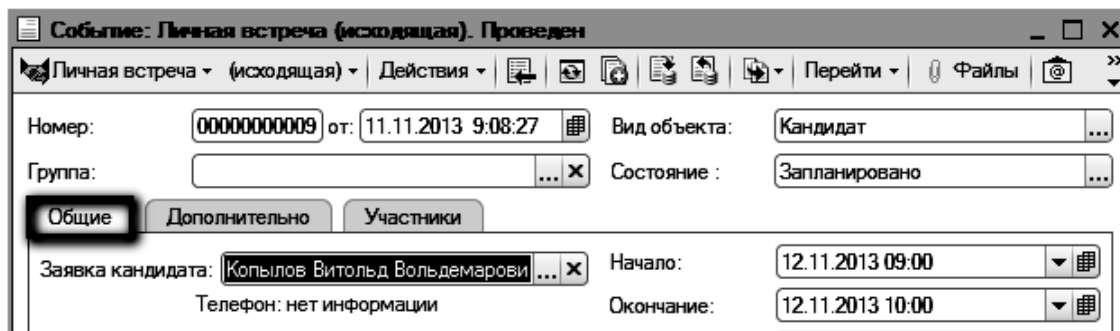 Событие: Личная встреча (исходящая). Проведен
Личная встреча (исходящая) Действия Перейти Файлы
Номер: 00000000009 от: 11.11.2013 9:08:27 Вид объекта: Кандидат ...
Группа: ... Состояние : Запланировано ...
Общие Дополнительно Участники
Заявка кандидата: Копылов Витольд Вольдемарови ... Начало: 12.11.2013 09:00
Телефон: нет информации Окончание: 12.11.2013 10:00